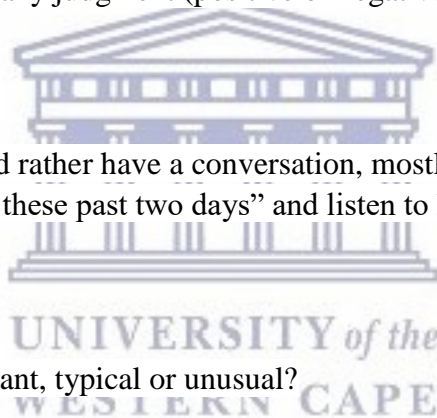 d rather have a conversation, mostl
these past two days” and listen to
UNIVERSITY of the
ant, typical or unusual?
WESTERN CAPE